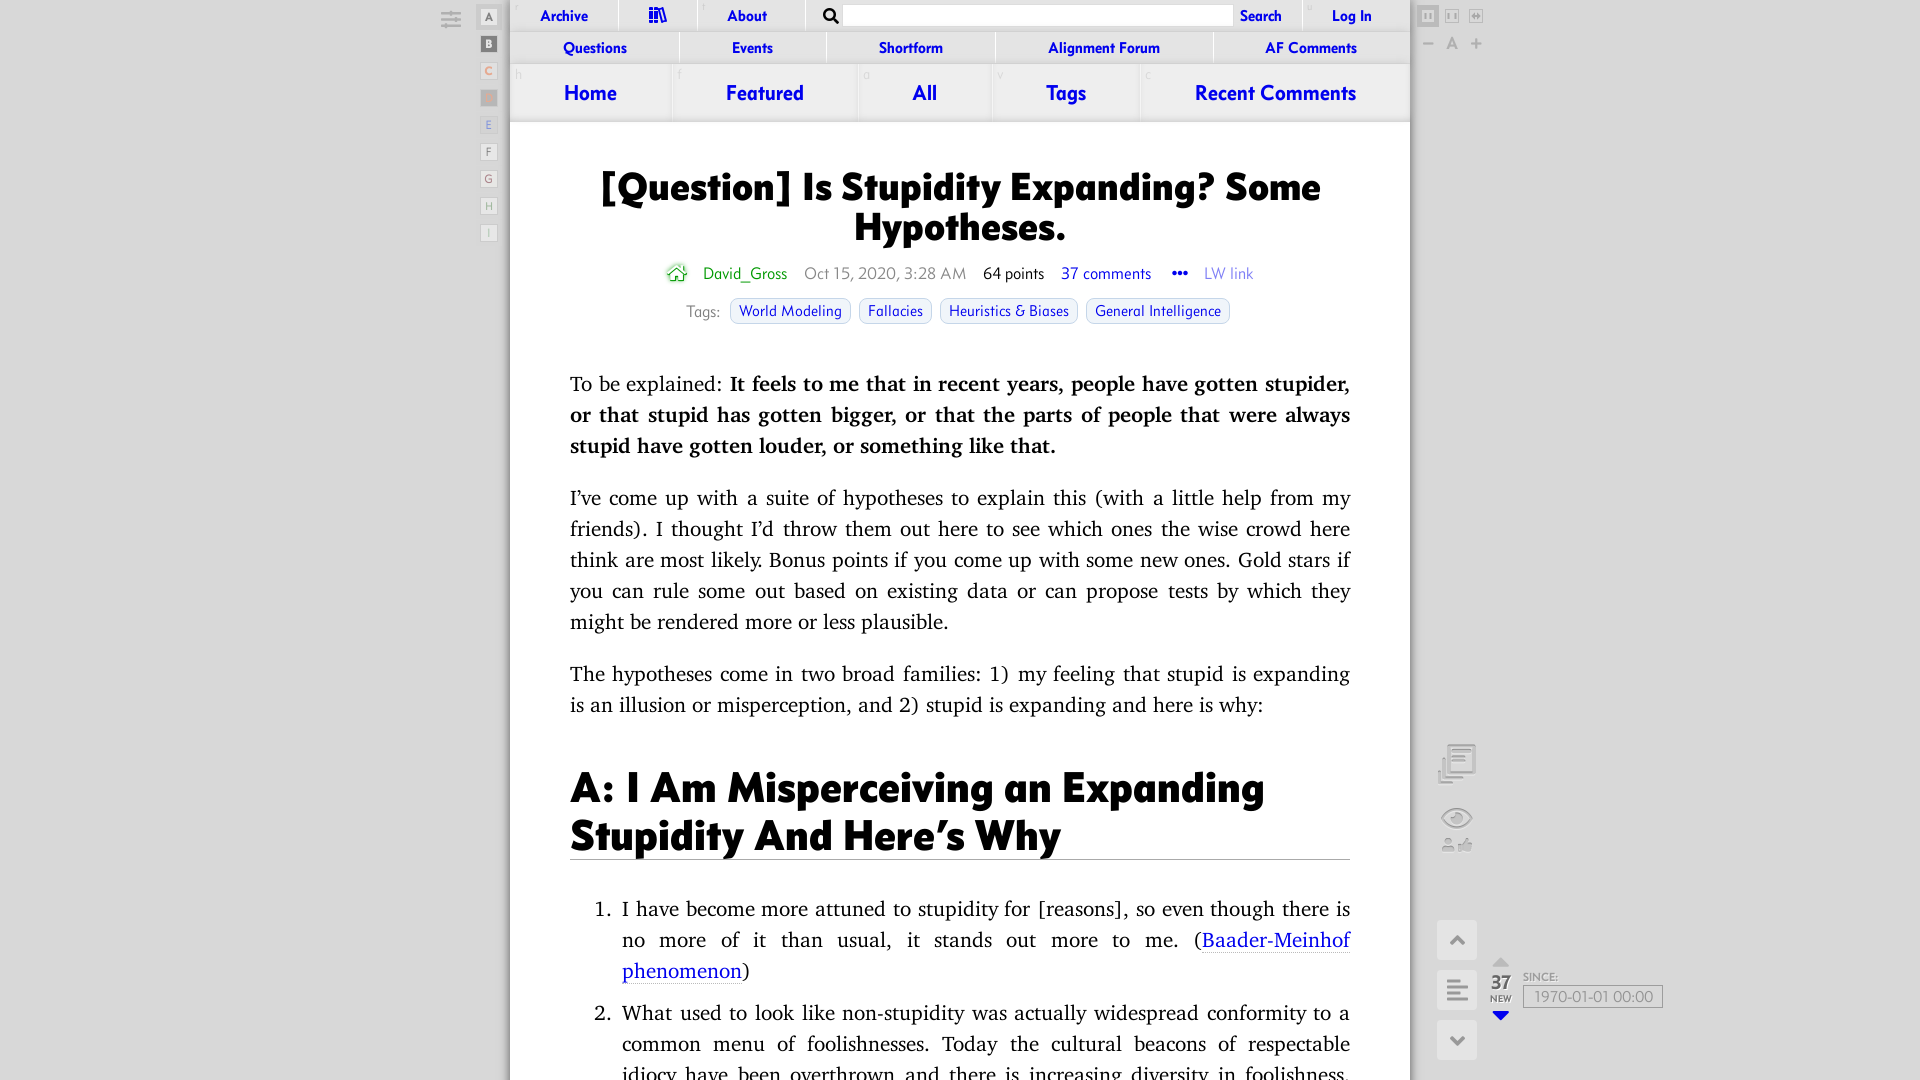 Archive
About
Search
Log In
Questions
Events
Shortform
Alignment Forum
AF Comments
Home
Featured
All
Tags
Recent Comments
A
B
C
E
F
G
H
I
A
[Question] Is Stupidity Expanding? Some
Hypotheses.
David_Gross Oct 15, 2020, 3:28 AM 64 points 37 comments ••• LW link
Tags: World Modeling Fallacies Heuristics & Biases General Intelligence
To be explained: It feels to me that in recent years, people have gotten stupider,
or that stupid has gotten bigger, or that the parts of people that were always
stupid have gotten louder, or something like that.
I’ve come up with a suite of hypotheses to explain this (with a little help from my
friends). I thought I’d throw them out here to see which ones the wise crowd here
think are most likely. Bonus points if you come up with some new ones. Gold stars if
you can rule some out based on existing data or can propose tests by which they
might be rendered more or less plausible.
The hypotheses come in two broad families: 1) my feeling that stupid is expanding
is an illusion or misperception, and 2) stupid is expanding and here is why:
A: I Am Misperceiving an Expanding
Stupidity And Here’s Why
1. I have become more attuned to stupidity for [reasons], so even though there is
no more of it than usual, it stands out more to me. (Baader-Meinhof
phenomenon)
2. What used to look like non-stupidity was actually widespread conformity to a
common menu of foolishnesses. Today the cultural beacons of respectable
idiocy have been overthrown and there is increasing diversity in foolishness.
37
NEW
SINCE:
1970-01-01 00:00